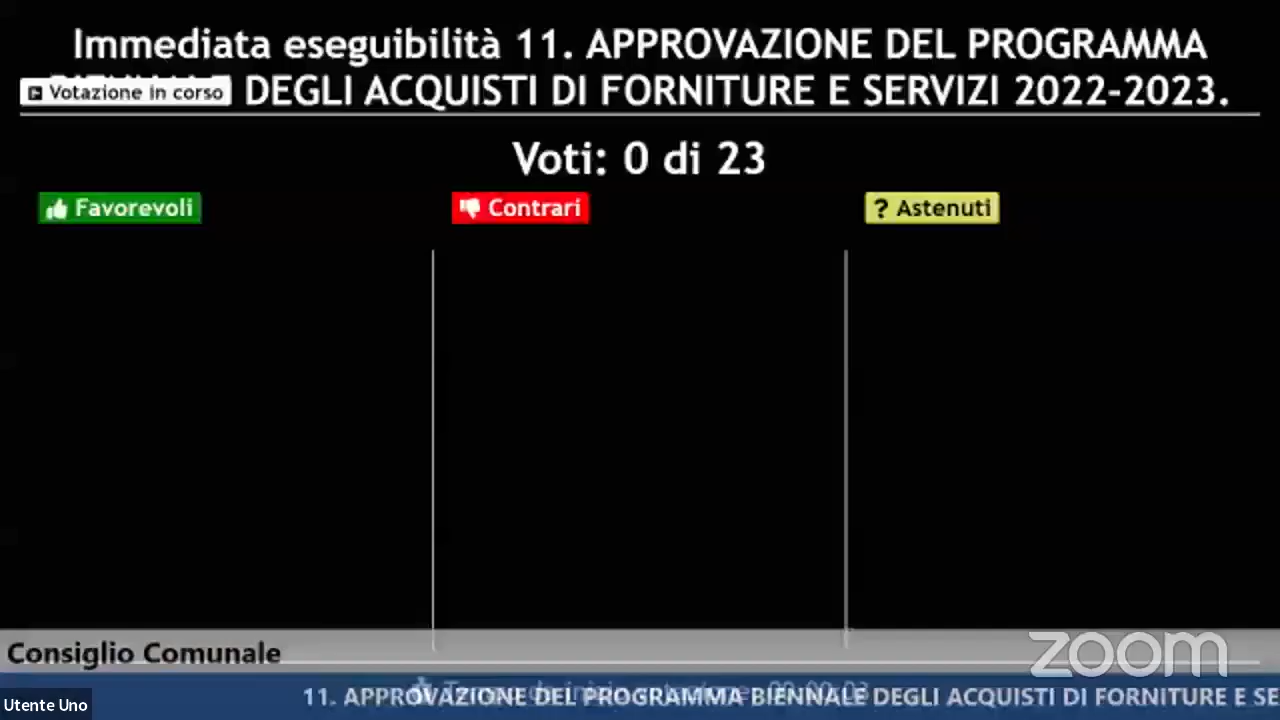 Immediata eseguibilità 11. APPROVAZIONE DEL PROGRAMMA
Votazione in corso DEGLI ACQUISTI DI FORNITURE E SERVIZI 2022-2023.
Voti: 0 di 23
Favorevoli
Contrari
? Astenuti
Consiglio Comunale
zoom
11. APPROVAZIONE DEL PROGRAMMA BIENNALE DEGLI ACQUISTI DI FORNITURE E SE
Utente Uno